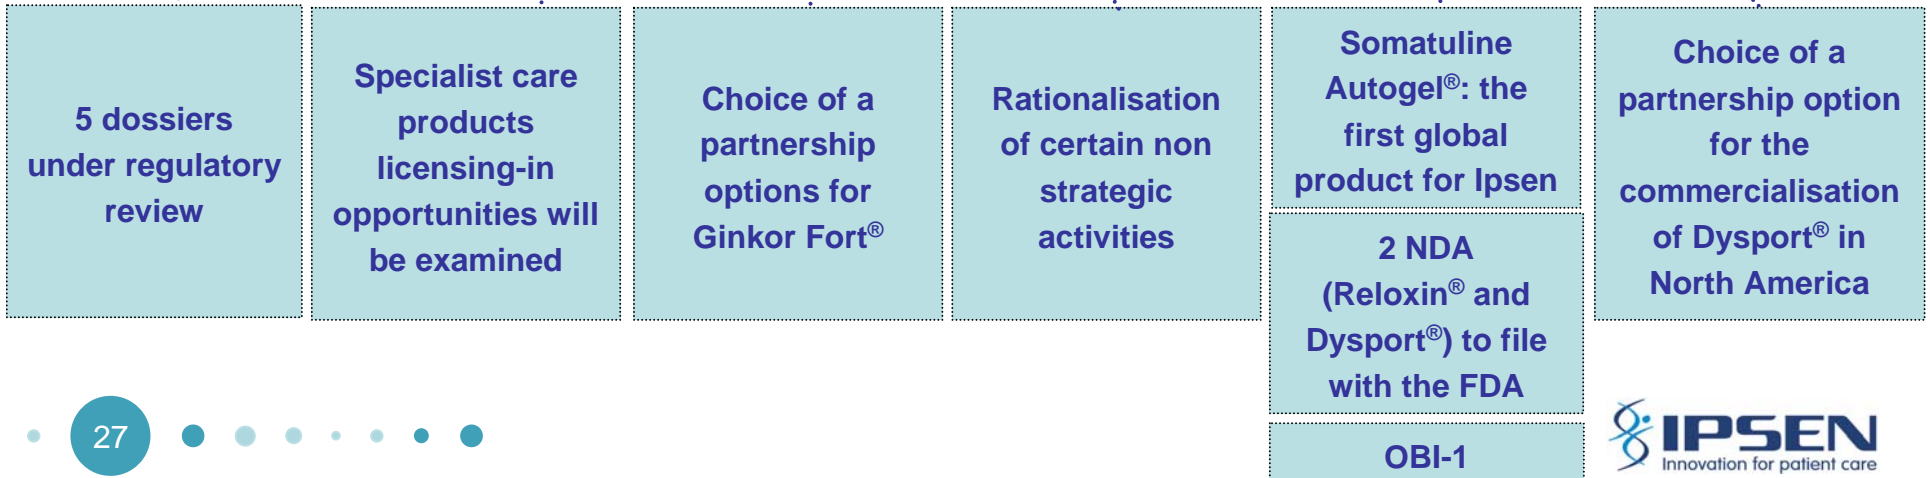 5 dossiers
under regulatory
review
Specialist care
products
licensing-in
opportunities will
be examined
Choice of a
partnership
options for
Ginkor Fort®
Rationalisation
of certain non
strategic
activities
Somatuline
Autogel®: the
first global
product for Ipsen
2 NDA
(Reloxin® and
Dysport®) to file
with the FDA
OBI-1
Choice of a
partnership option
for the
commercialisation
of Dysport® in
North America
27
IPSEN
Innovation for patient care